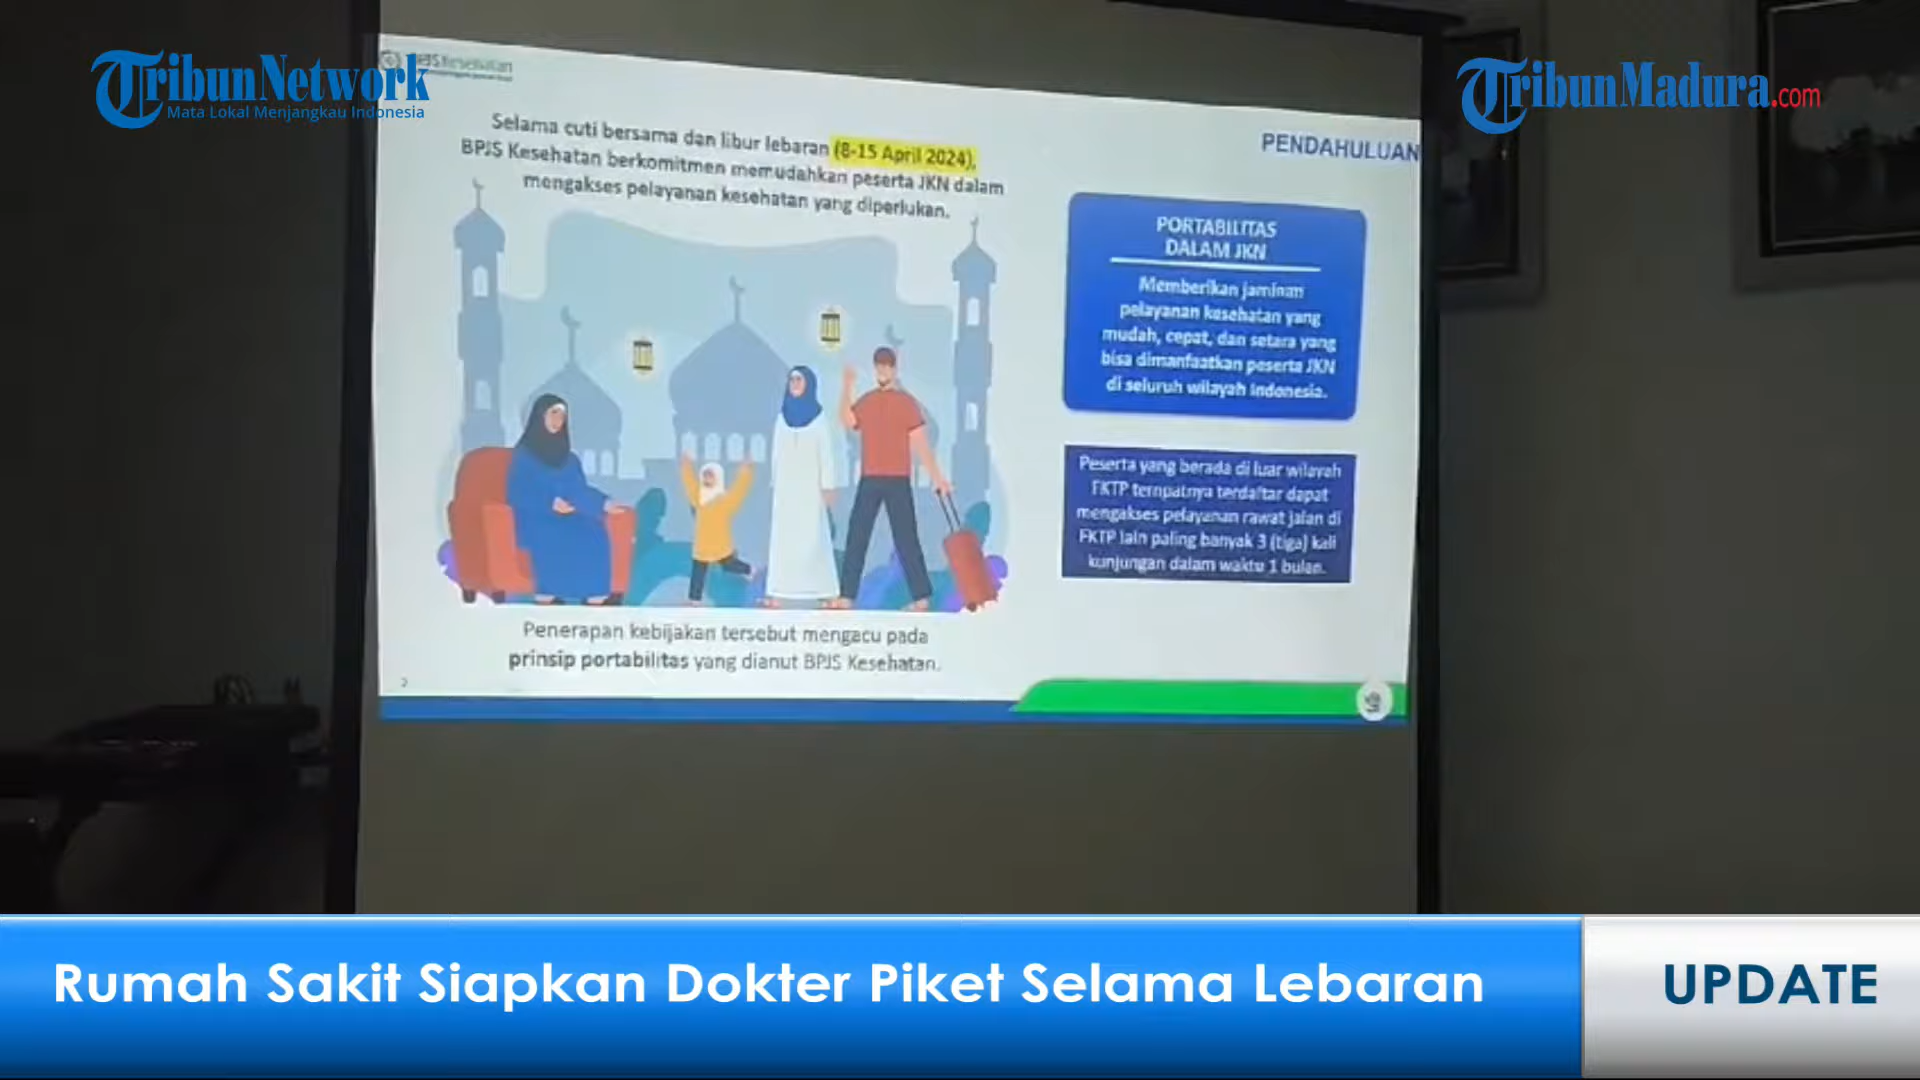 TribunNetwork
Mata Lokal Menjangkau Indonesia
TribunMadura.com
Kesehatan
PENDAHULUAN
Selama cuti bersama dan libur lebaran (8-15 April 2024),
BPJS Kesehatan berkomitmen memudahkan peserta JKN dalam
mengakses pelayanan kesehatan yang diperlukan.
PORTABILITAS
DALAM JKN
Memberikan jaminan
pelayanan kesehatan yang
mudah, cepat, dan setara yang
bisa dimanfaatkan peserta JKN
di seluruh wilayah Indonesia.
Peserta yang berada di luar wilayah
FKTP tempatnya terdaftar dapat
mengakses pelayanan rawat jalan di
FKTP lain paling banyak 3 (tiga) kali
kunjungan dalam waktu 1 bulan.
Penerapan kebijakan tersebut mengacu pada
prinsip portabilitas yang dianut BPJS Kesehatan.
2
Rumah Sakit Siapkan Dokter Piket Selama Lebaran
UPDATE